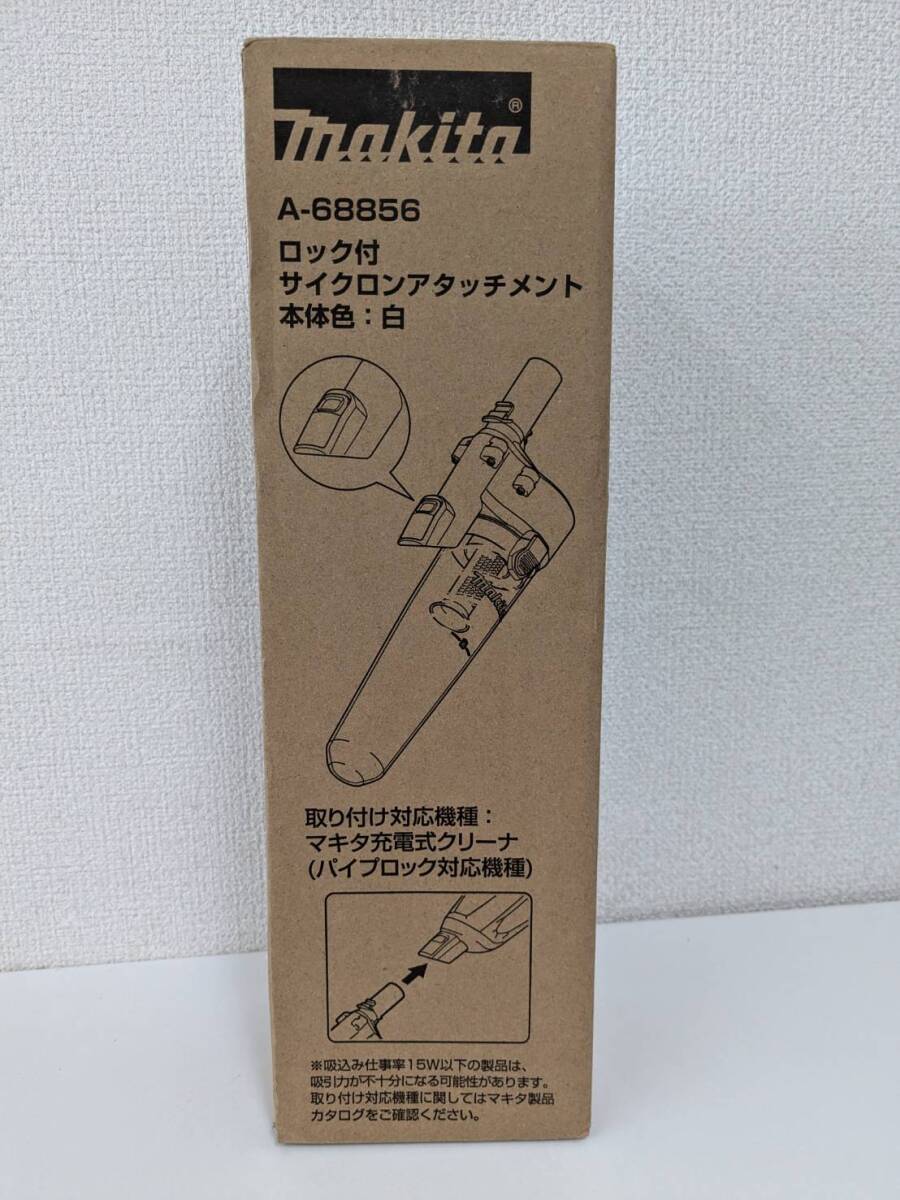 makita®
A-68856
ロック付
サイクロンアタッチメント
本体色：白
makita
取り付け対応機種：
マキタ充電式クリーナ
(パイプロック対応機種)
※吸込み仕事率15W以下の製品は、
吸引力が不十分になる可能性があります。
取り付け対応機種に関してはマキタ製品
カタログをご確認ください。